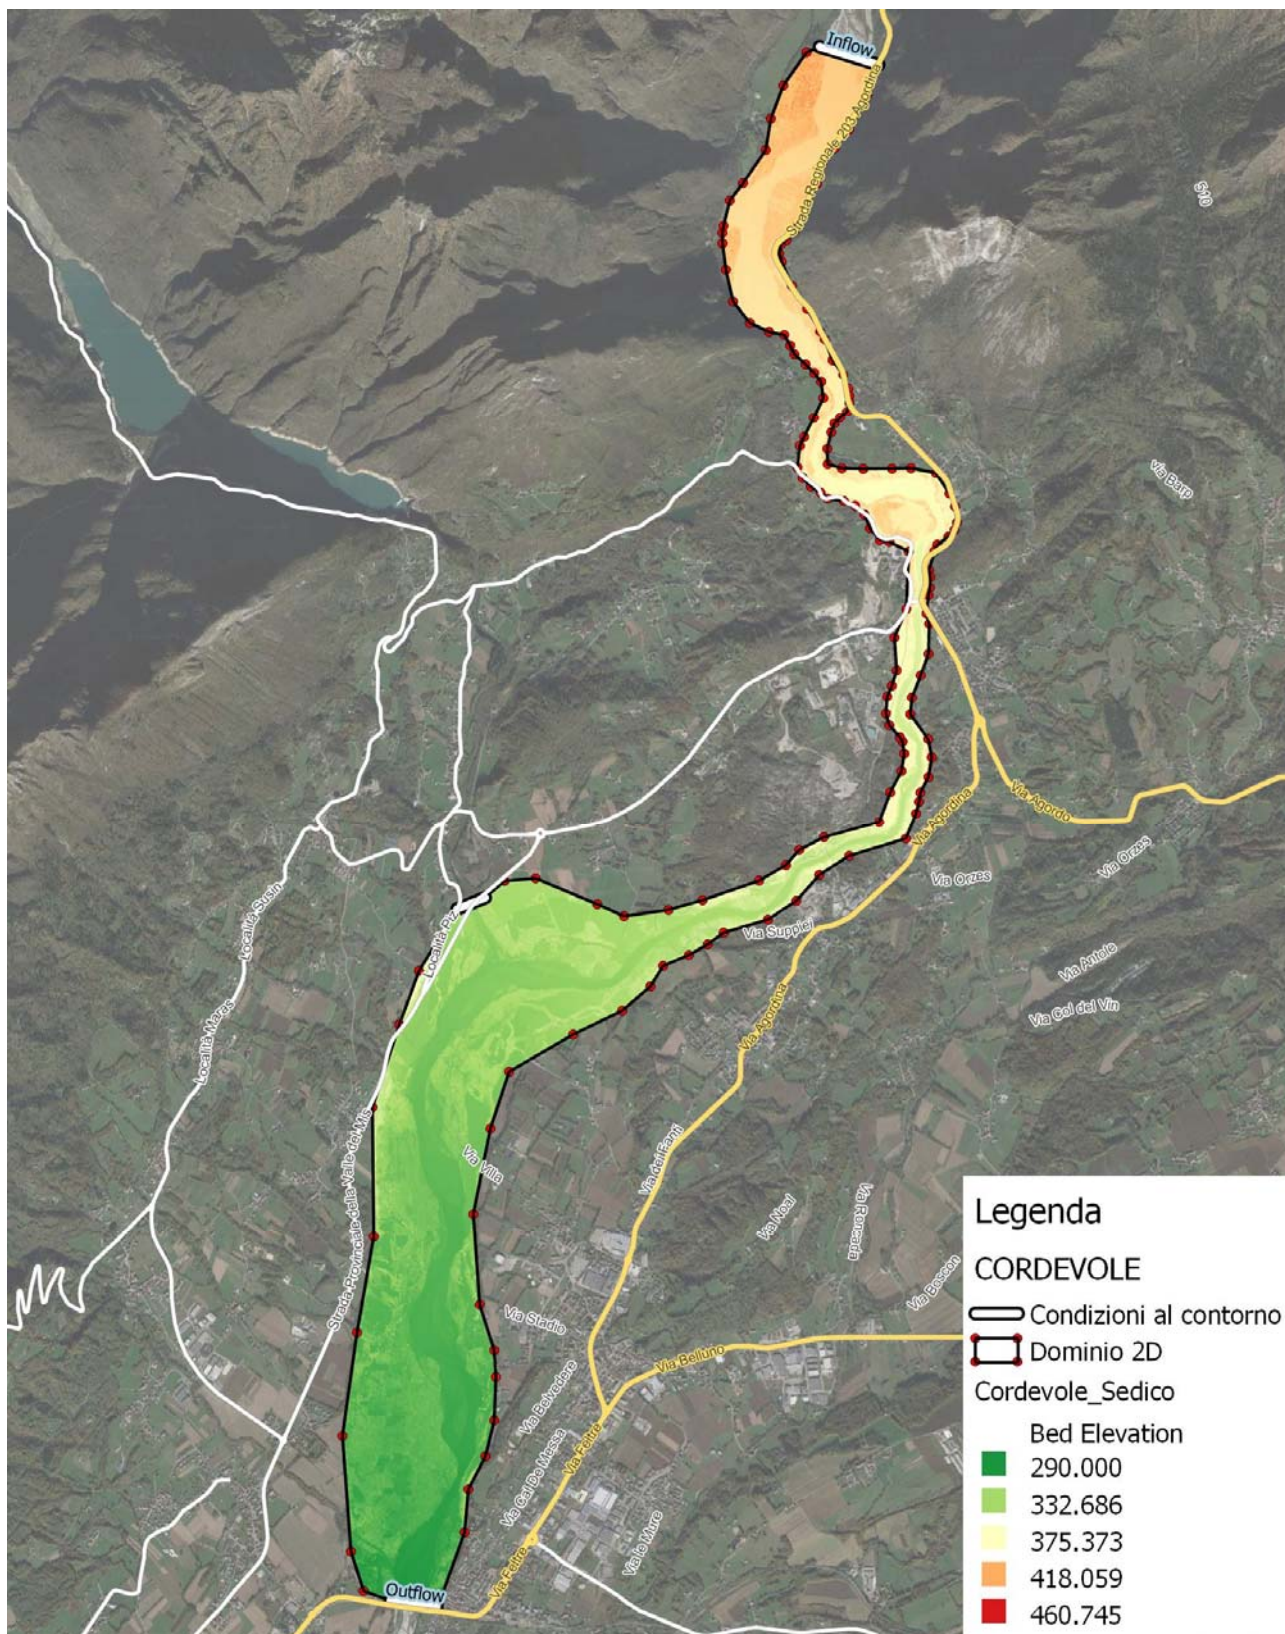 Inflow
Strada Regionale 203 Agordina
510
Via Barp
Via Agordina
Via Agordo
Via Orzes
Via Orzes
Località Susin
Località Piz
Via Suppiei
Via Antole
Via Col del Vin
Località Maras
Via Agordina
Strada Provinciale della Valle del Mis
Via Villa
Via dei Fanti
Via Noal
Via Roncada
Via Boscon
Via Stadio
Via Belluno
Via Belvedere
Via Cal De Messa
Via Feltre
Via le Mure
Via Feltre
Outflow
Legenda
CORDEVOLE
Condizioni al contorno
Dominio 2D
Cordevole_Sedico
Bed Elevation
290.000
332.686
375.373
418.059
460.745